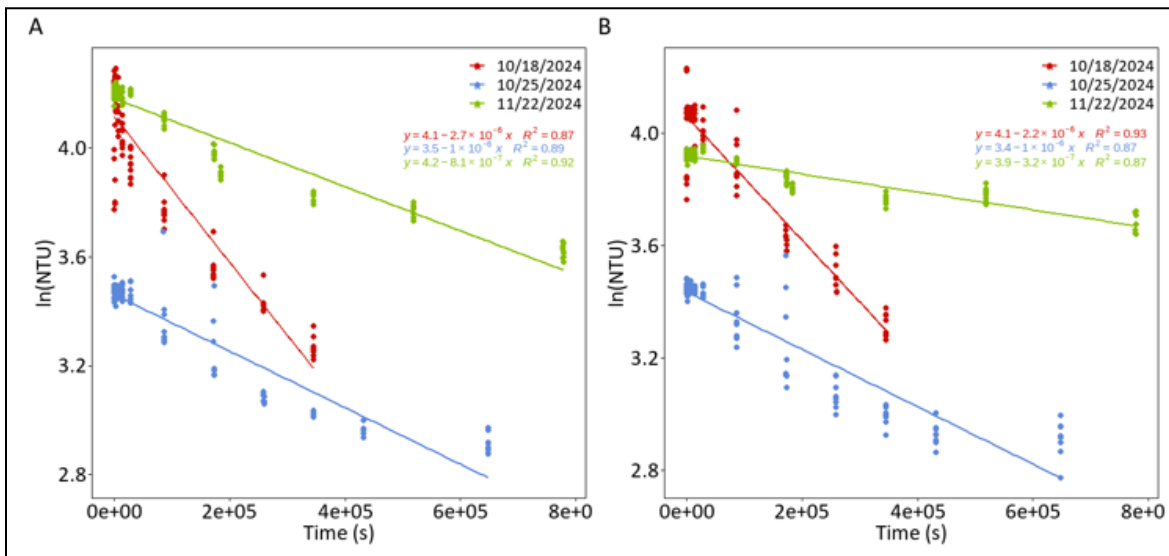 A
10/18/2024
10/25/2024
11/22/2024
y = 4.1 − 2.7 × 10⁻⁶ x R² = 0.87
y = 3.5 − 1 × 10⁻⁶ x R² = 0.89
y = 4.2 − 8.1 × 10⁻⁷ x R² = 0.92
4.0
3.6
3.2
2.8
ln(NTU)
0e+00
2e+05
4e+05
6e+05
8e+0
Time (s)
B
10/18/2024
10/25/2024
11/22/2024
y = 4.1 − 2.2 × 10⁻⁶ x R² = 0.93
y = 3.4 − 1 × 10⁻⁶ x R² = 0.87
y = 3.9 − 3.2 × 10⁻⁷ x R² = 0.87
4.0
3.6
3.2
2.8
ln(NTU)
0e+00
2e+05
4e+05
6e+05
8e+0
Time (s)